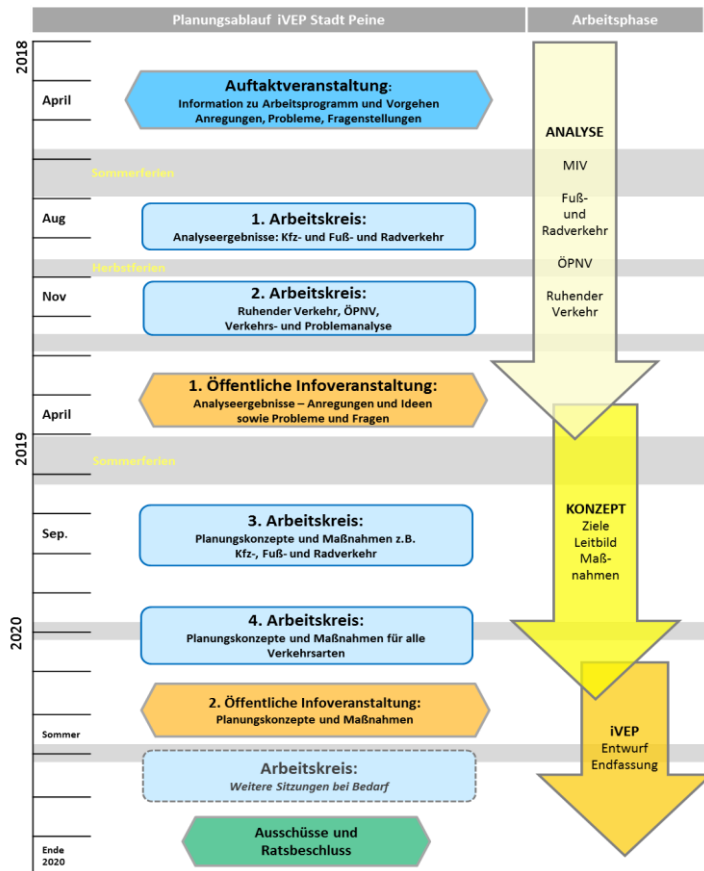 Planungsablauf iVEP Stadt Peine
Arbeitsphase
2018
April
Auftaktveranstaltung:
Information zu Arbeitsprogramm und Vorgehen
Anregungen, Probleme, Fragenstellungen
Sommerferien
Aug
1. Arbeitskreis:
Analyseergebnisse: Kfz- und Fuß- und Radverkehr
Herbstferien
Nov
2. Arbeitskreis:
Ruhender Verkehr, ÖPNV,
Verkehrs- und Problemanalyse
1. Öffentliche Infoveranstaltung:
Analyseergebnisse – Anregungen und Ideen
sowie Probleme und Fragen
April
2019
Sommerferien
Sep.
3. Arbeitskreis:
Planungskonzepte und Maßnahmen z.B.
Kfz-, Fuß- und Radverkehr
2020
4. Arbeitskreis:
Planungskonzepte und Maßnahmen für alle
Verkehrsarten
2. Öffentliche Infoveranstaltung:
Planungskonzepte und Maßnahmen
Sommer
Arbeitskreis:
Weitere Sitzungen bei Bedarf
Ausschüsse und
Ratsbeschluss
Ende
2020
ANALYSE
MIV
Fuß-
und
Radverkehr
ÖPNV
Ruhender
Verkehr
KONZEPT
Ziele
Leitbild
Maß-
nahmen
iVEP
Entwurf
Endfassung